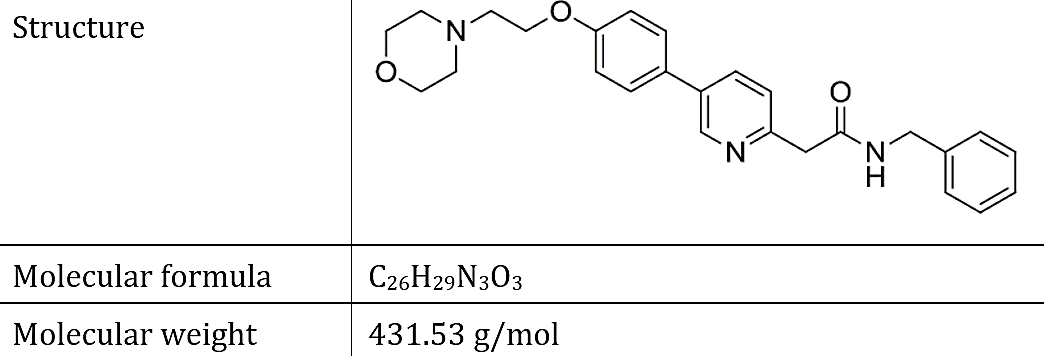 Structure
O
N
O
O
N
N
H
Molecular formula
C₂₆H₂₉N₃O₃
Molecular weight
431.53 g/mol